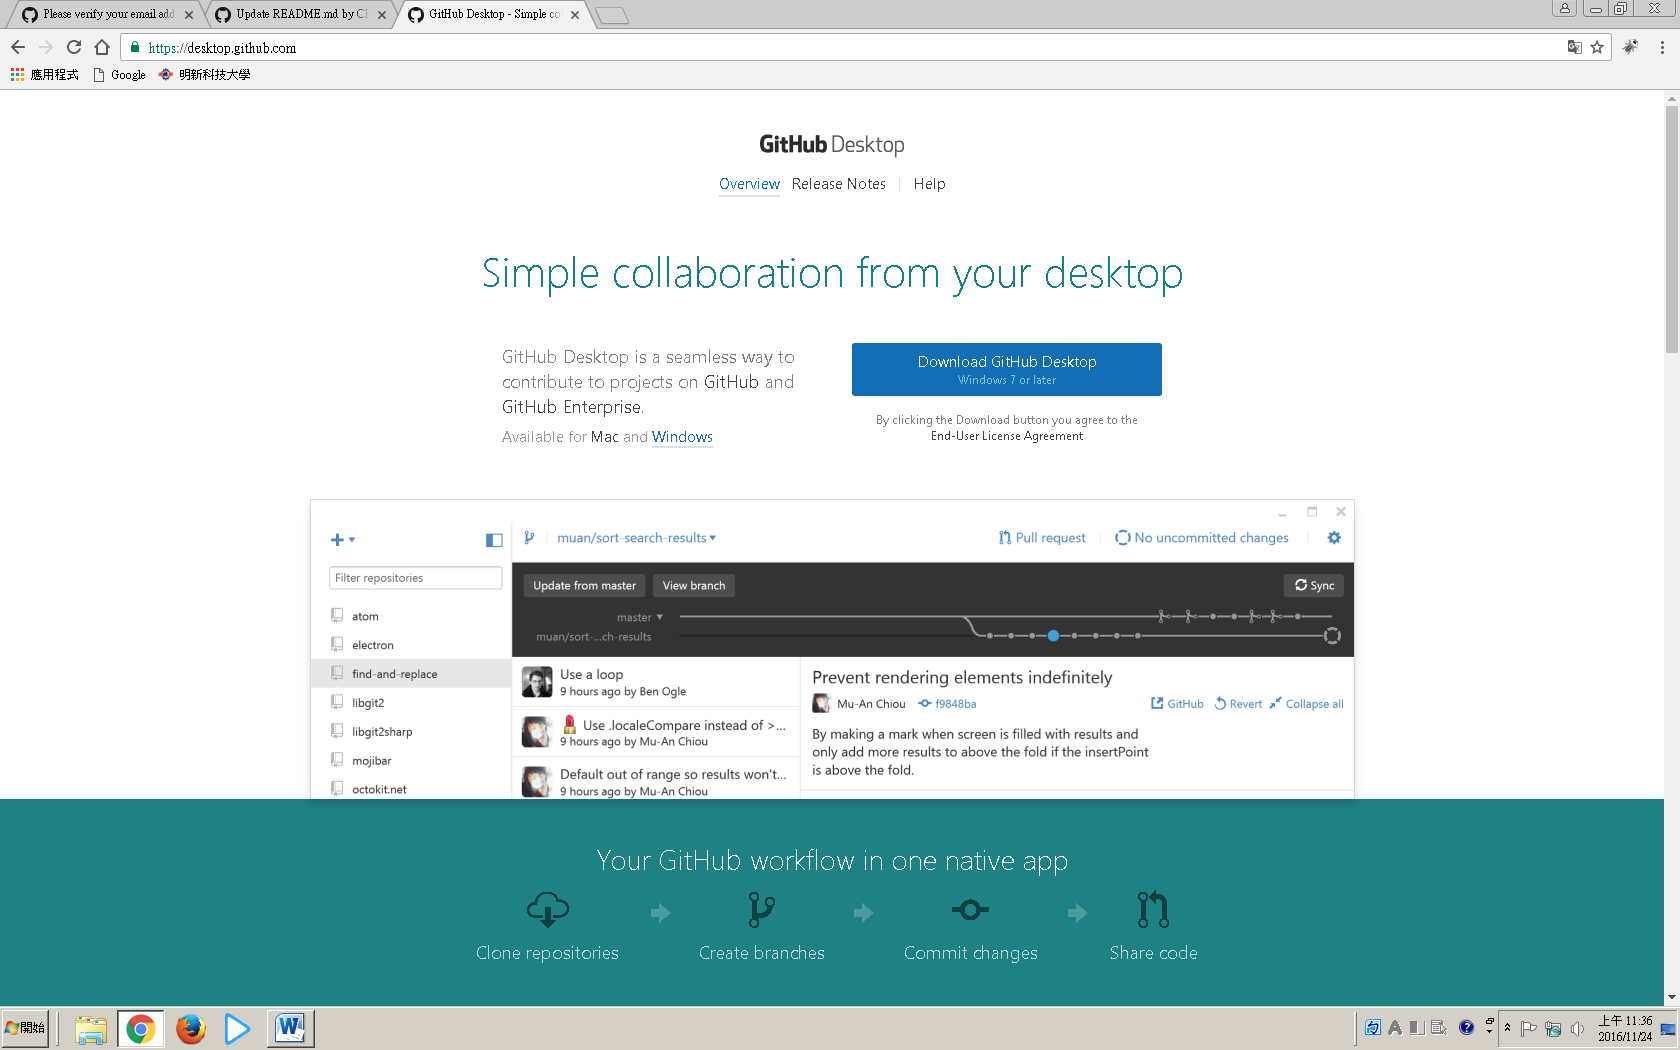 Please verify your email add
Update README.md by C
GitHub Desktop - Simple co
https://desktop.github.com
應用程式
Google
明新科技大學
GitHub Desktop
Overview Release Notes | Help
Simple collaboration from your desktop
GitHub Desktop is a seamless way to
contribute to projects on GitHub and
GitHub Enterprise.
Available for Mac and Windows
Download GitHub Desktop
Windows 7 or later
By clicking the Download button you agree to the
End-User License Agreement
muan/sort-search-results
Pull request
No uncommitted changes
Filter repositories
atom
electron
find-and-replace
libgit2
libgit2sharp
mojibar
octokit.net
Update from master
View branch
Sync
master
muan/sort-...ch-results
Use a loop
9 hours ago by Ben Ogle
Use .localeCompare instead of >...
9 hours ago by Mu-An Chiou
Default out of range so results won't...
9 hours ago by Mu-An Chiou
Prevent rendering elements indefinitely
Mu-An Chiou
f9848ba
GitHub
Revert
Collapse all
By making a mark when screen is filled with results and
only add more results to above the fold if the insertPoint
is above the fold.
Your GitHub workflow in one native app
Clone repositories
Create branches
Commit changes
Share code
開始
上午 11:36
2016/11/24